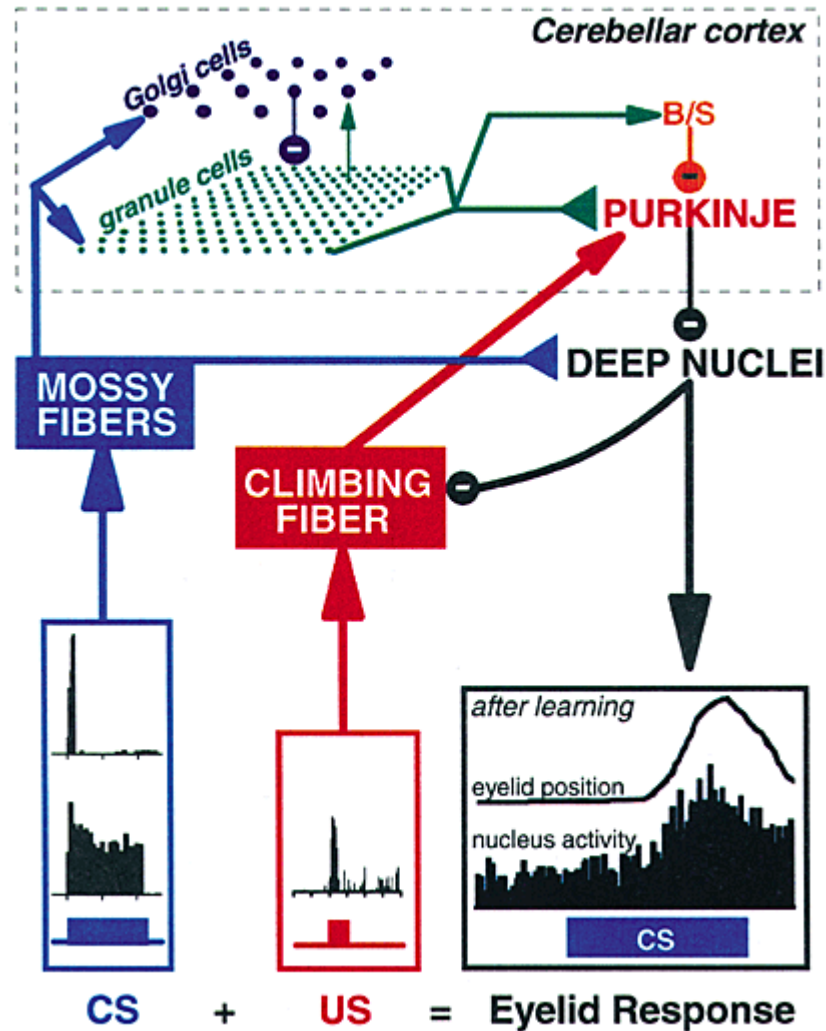 Cerebellar cortex
Golgi cells
B/S
-
granule cells
-
PURKINJE
-
DEEP NUCLEI
MOSSY
FIBERS
CLIMBING
FIBER
-
after learning
eyelid position
nucleus activity
CS
CS + US = Eyelid Response